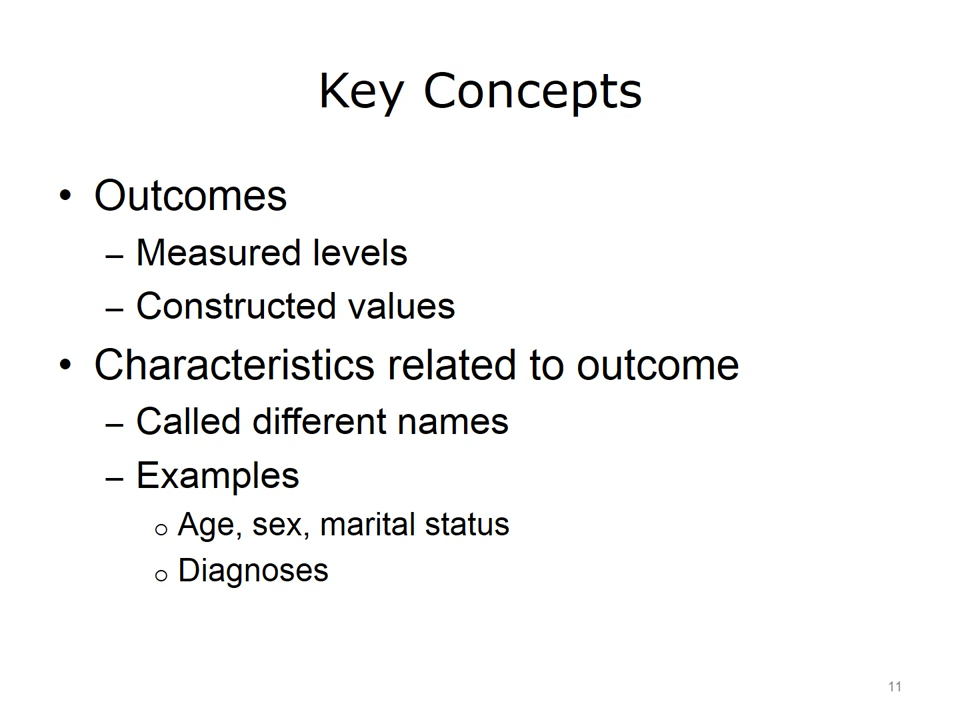 Key Concepts
• Outcomes
– Measured levels
– Constructed values
• Characteristics related to outcome
– Called different names
– Examples
o Age, sex, marital status
o Diagnoses
11